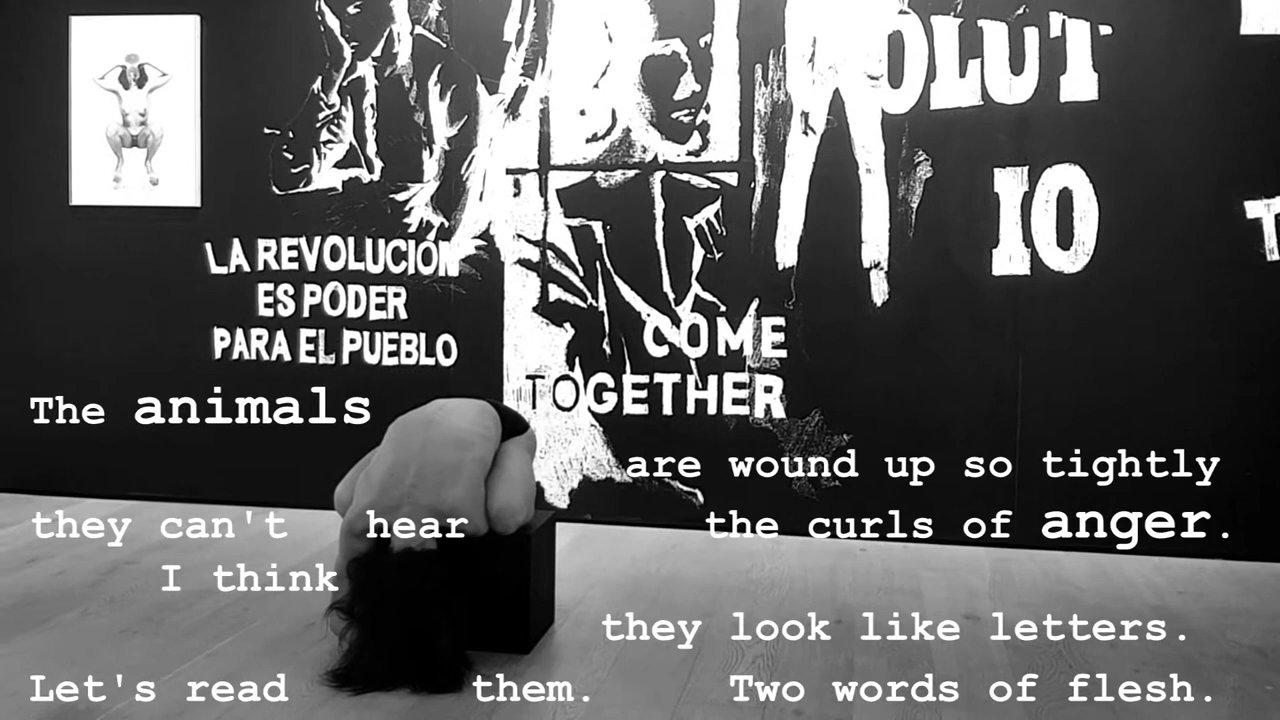 OLUT
IO
LA REVOLUCIÓN
ES PODER
PARA EL PUEBLO
COME
TOGETHER
The animals
are wound up so tightly
they can't hear the curls of anger.
I think
they look like letters.
Let's read them. Two words of flesh.